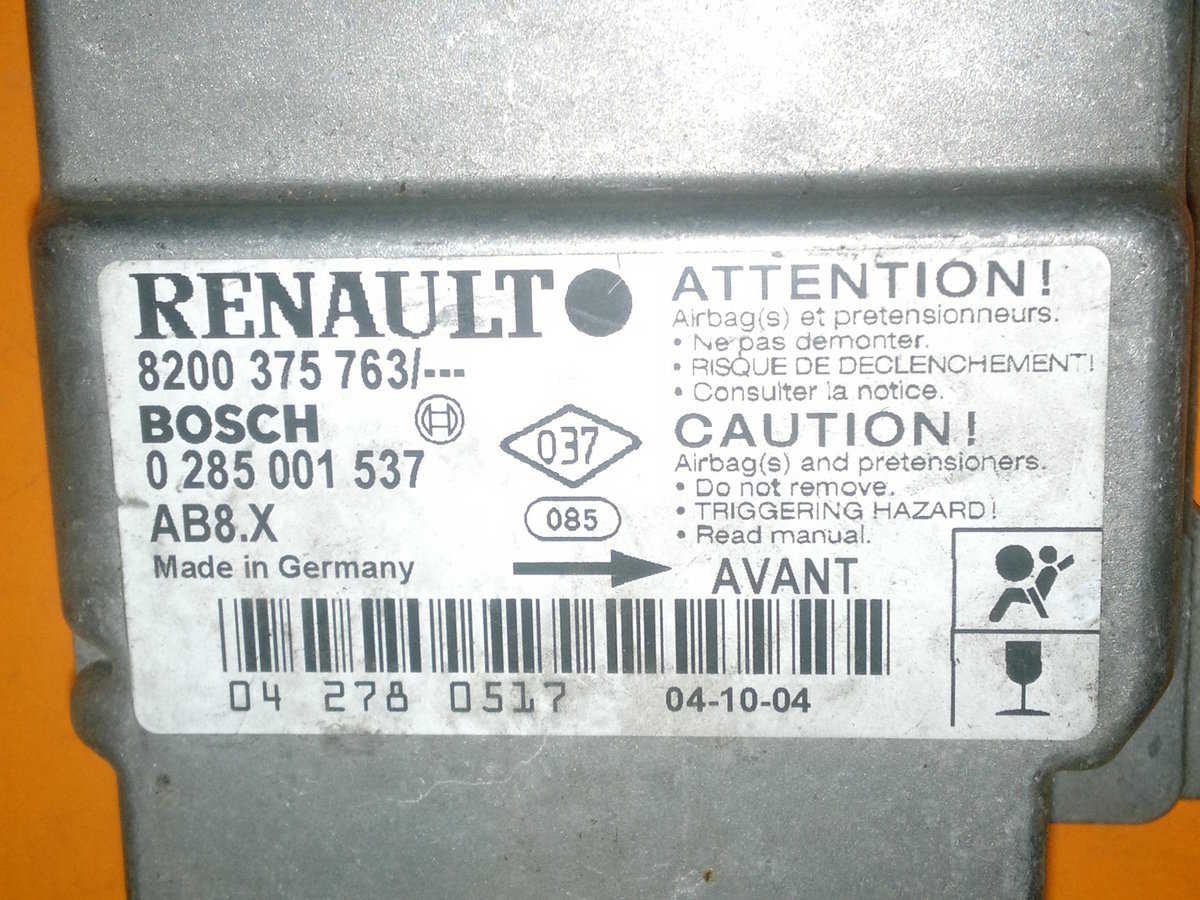 RENAULT
8200 375 763/---
BOSCH
0 285 001 537
AB8.X
Made in Germany
037
085
ATTENTION!
Airbag(s) et pretensionneurs.
• Ne pas demonter.
• RISQUE DE DECLENCHEMENT!
• Consulter la notice.
CAUTION!
Airbag(s) and pretensioners.
• Do not remove.
• TRIGGERING HAZARD!
• Read manual.
AVANT
04 278 0517
04-10-04